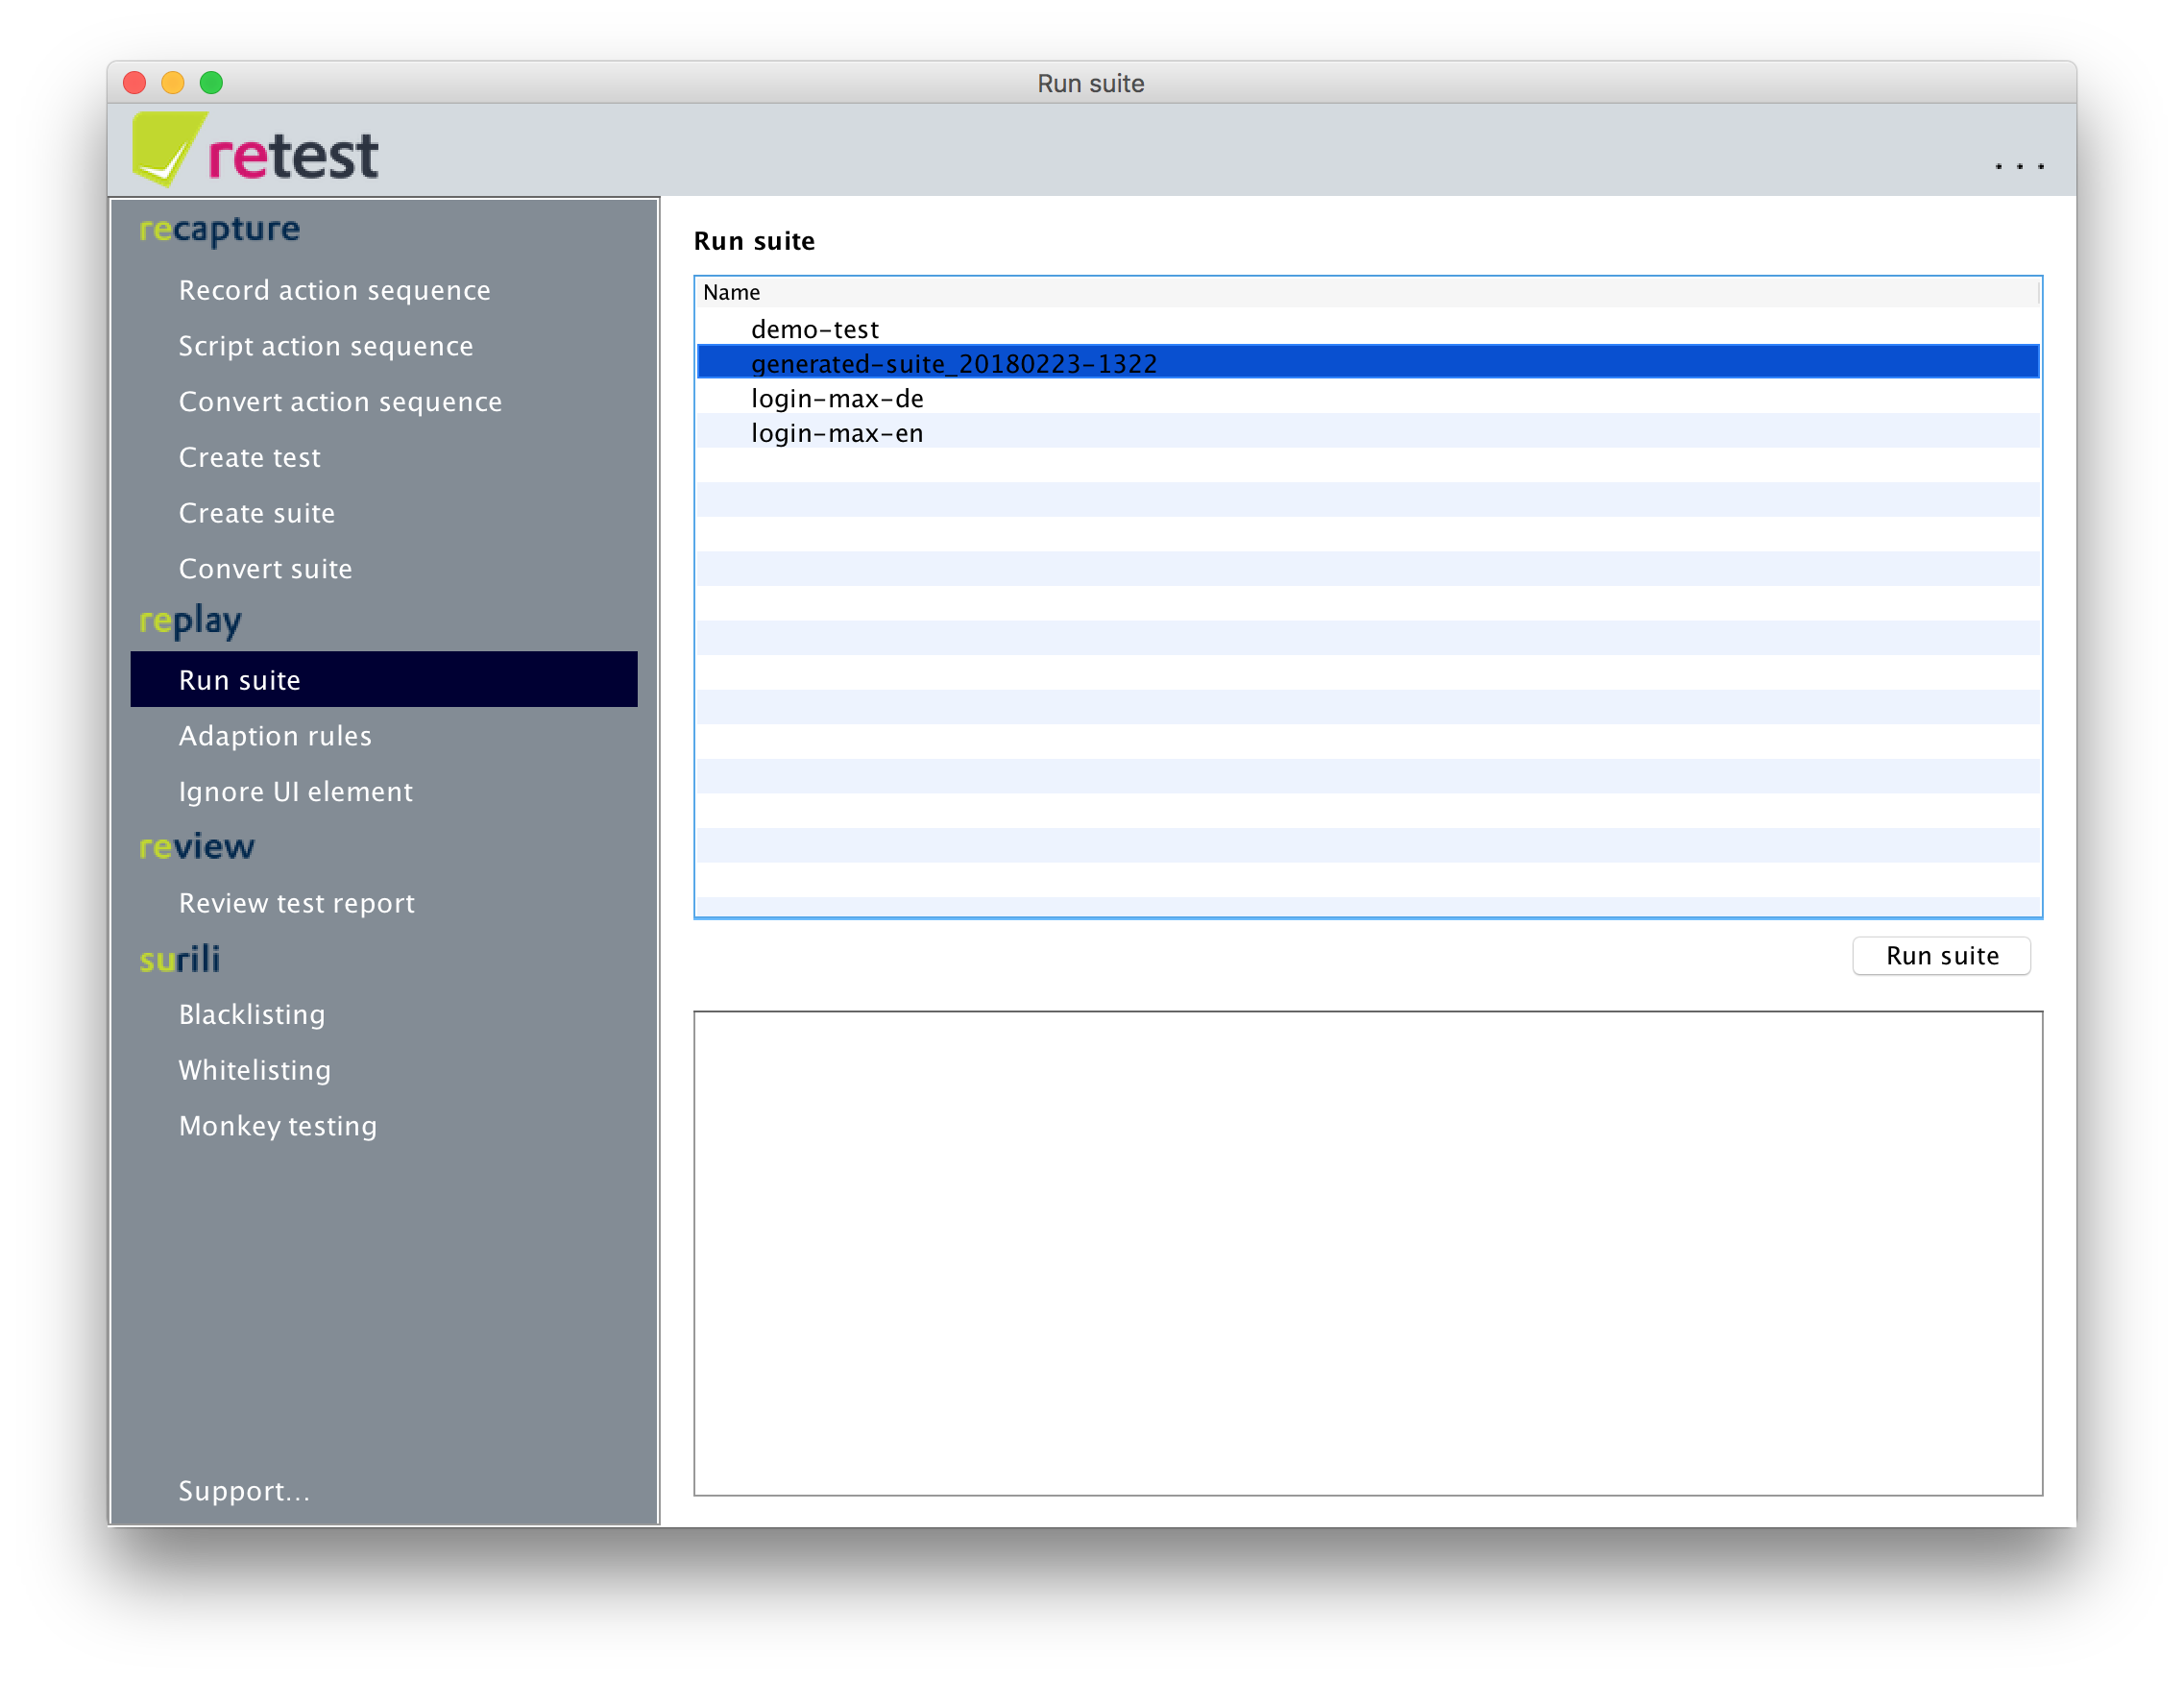 Run suite
retest
...
recapture
Record action sequence
Script action sequence
Convert action sequence
Create test
Create suite
Convert suite
replay
Run suite
Adaption rules
Ignore UI element
review
Review test report
surili
Blacklisting
Whitelisting
Monkey testing
Support...
Run suite
Name
demo-test
generated-suite_20180223-1322
login-max-de
login-max-en
Run suite